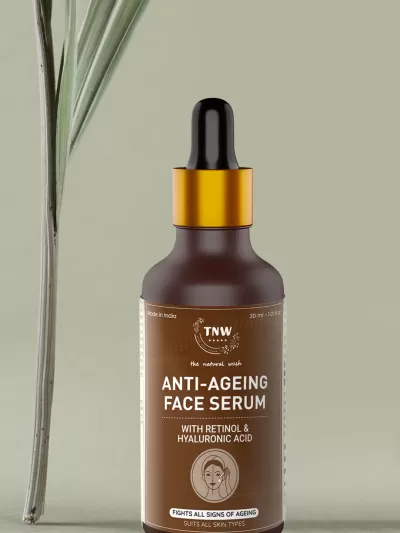 Made in India
30 ml
TNW
the natural wash
ANTI-AGEING
FACE SERUM
WITH RETINOL &
HYALURONIC ACID
FIGHTS ALL SIGNS OF AGEING
SUITS ALL SKIN TYPES